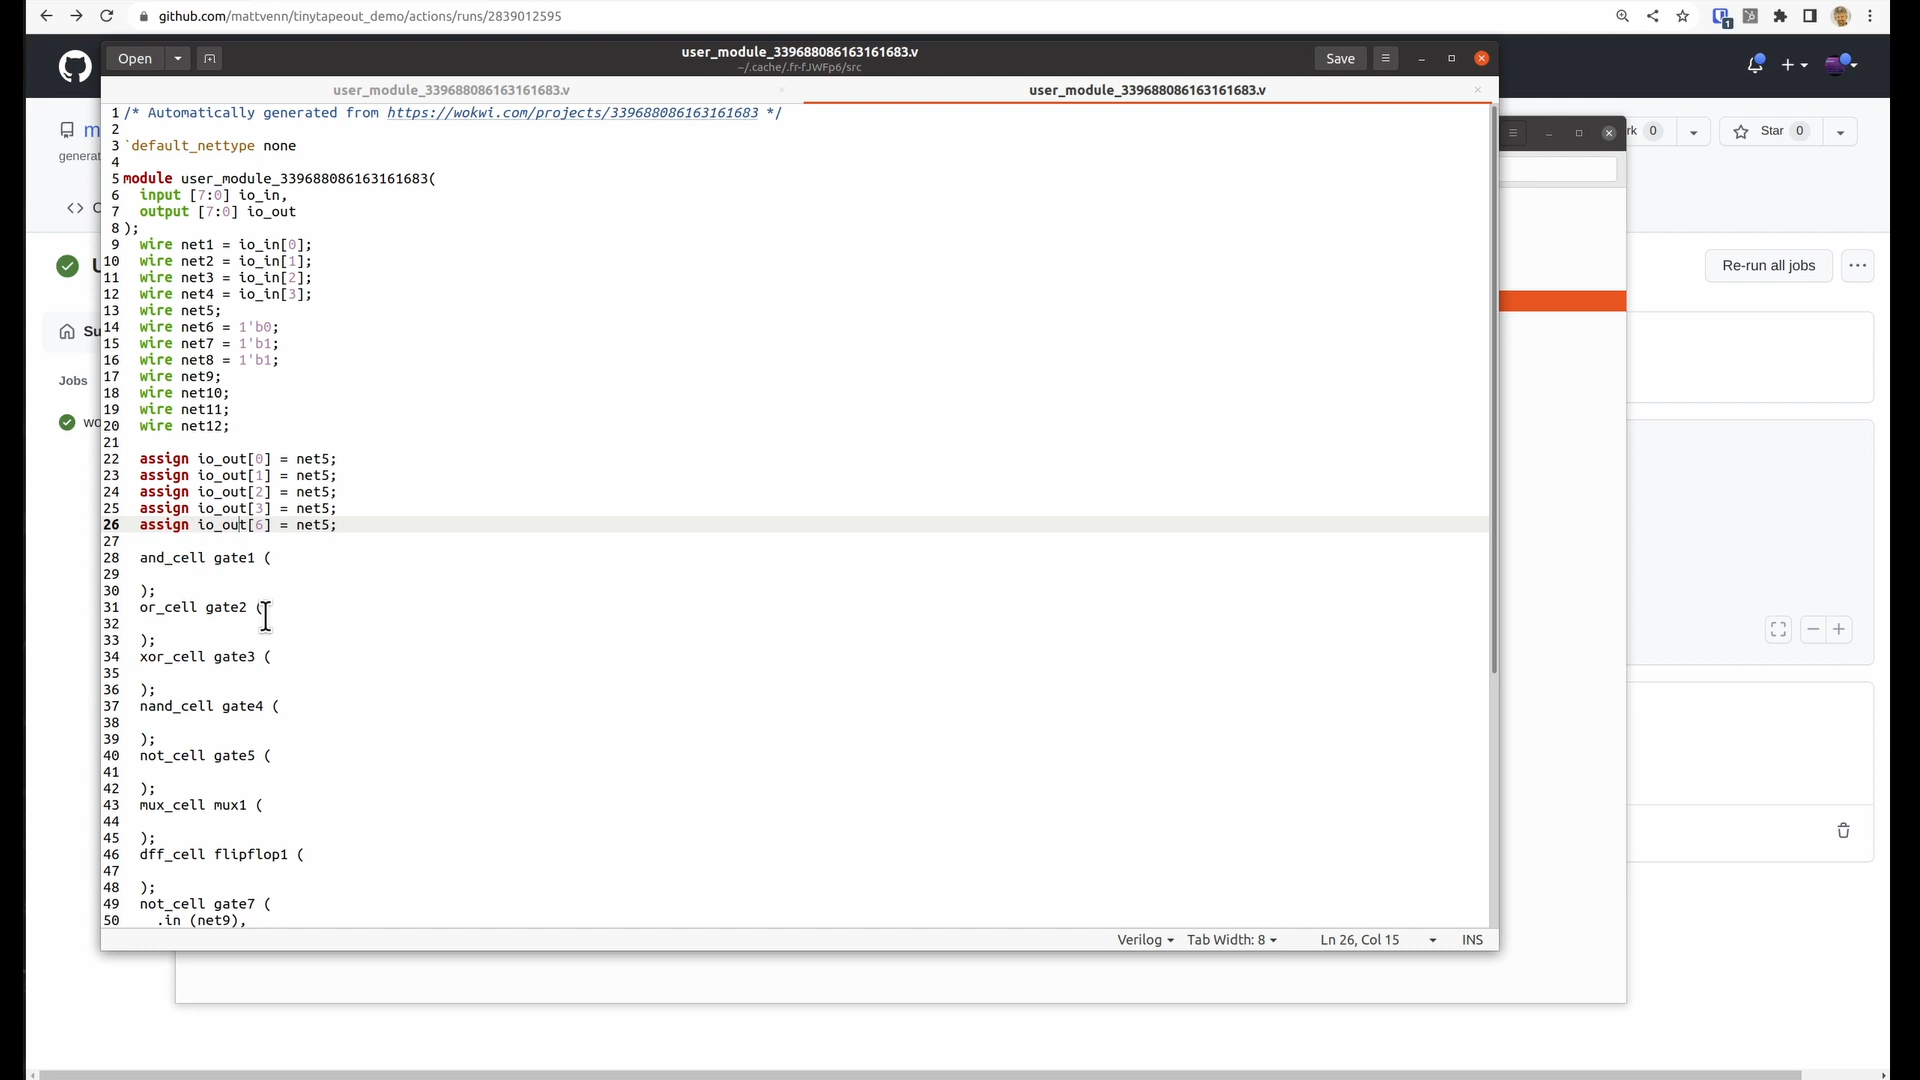 github.com/mattvenn/tinytapeout_demo/actions/runs/2839012595
1
Open
user_module_339688086163161683.v
~/.cache/.fr-fJWFp6/src
Save
user_module_339688086163161683.v
user_module_339688086163161683.v
m
generat
rk 0
Star 0
Re-run all jobs
Su
Jobs
wo
1 /* Automatically generated from https://wokwi.com/projects/339688086163161683 */
2
3 `default_nettype none
4
5 module user_module_339688086163161683(
6 input [7:0] io_in,
7 output [7:0] io_out
8 );
9 wire net1 = io_in[0];
10 wire net2 = io_in[1];
11 wire net3 = io_in[2];
12 wire net4 = io_in[3];
13 wire net5;
14 wire net6 = 1'b0;
15 wire net7 = 1'b1;
16 wire net8 = 1'b1;
17 wire net9;
18 wire net10;
19 wire net11;
20 wire net12;
21
22 assign io_out[0] = net5;
23 assign io_out[1] = net5;
24 assign io_out[2] = net5;
25 assign io_out[3] = net5;
26 assign io_out[6] = net5;
27
28 and_cell gate1 (
29
30 );
31 or_cell gate2 (
32
33 );
34 xor_cell gate3 (
35
36 );
37 nand_cell gate4 (
38
39 );
40 not_cell gate5 (
41
42 );
43 mux_cell mux1 (
44
45 );
46 dff_cell flipflop1 (
47
48 );
49 not_cell gate7 (
50 .in (net9),
Verilog Tab Width: 8 Ln 26, Col 15 INS